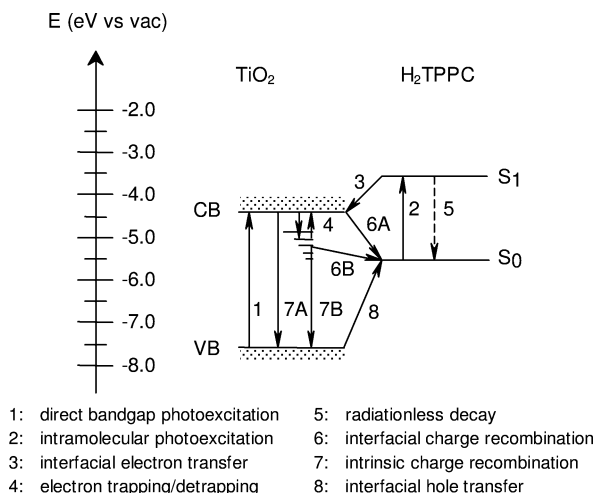 E (eV vs vac)
TiO₂ H₂TPPC
-2.0
-3.0
-4.0
-5.0
-6.0
-7.0
-8.0
CB
VB
S₁
S₀
1
7A
7B
4
6B
3
6A
2
5
8
1: direct bandgap photoexcitation
2: intramolecular photoexcitation
3: interfacial electron transfer
4: electron trapping/detrapping
5: radiationless decay
6: interfacial charge recombination
7: intrinsic charge recombination
8: interfacial hole transfer